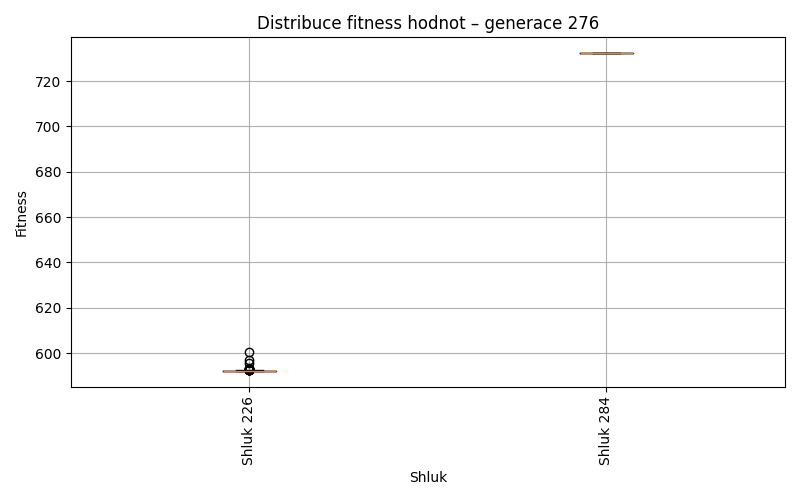 Distribuce fitness hodnot – generace 276
Fitness
720
700
680
660
640
620
600
Shluk 226
Shluk 284
Shluk